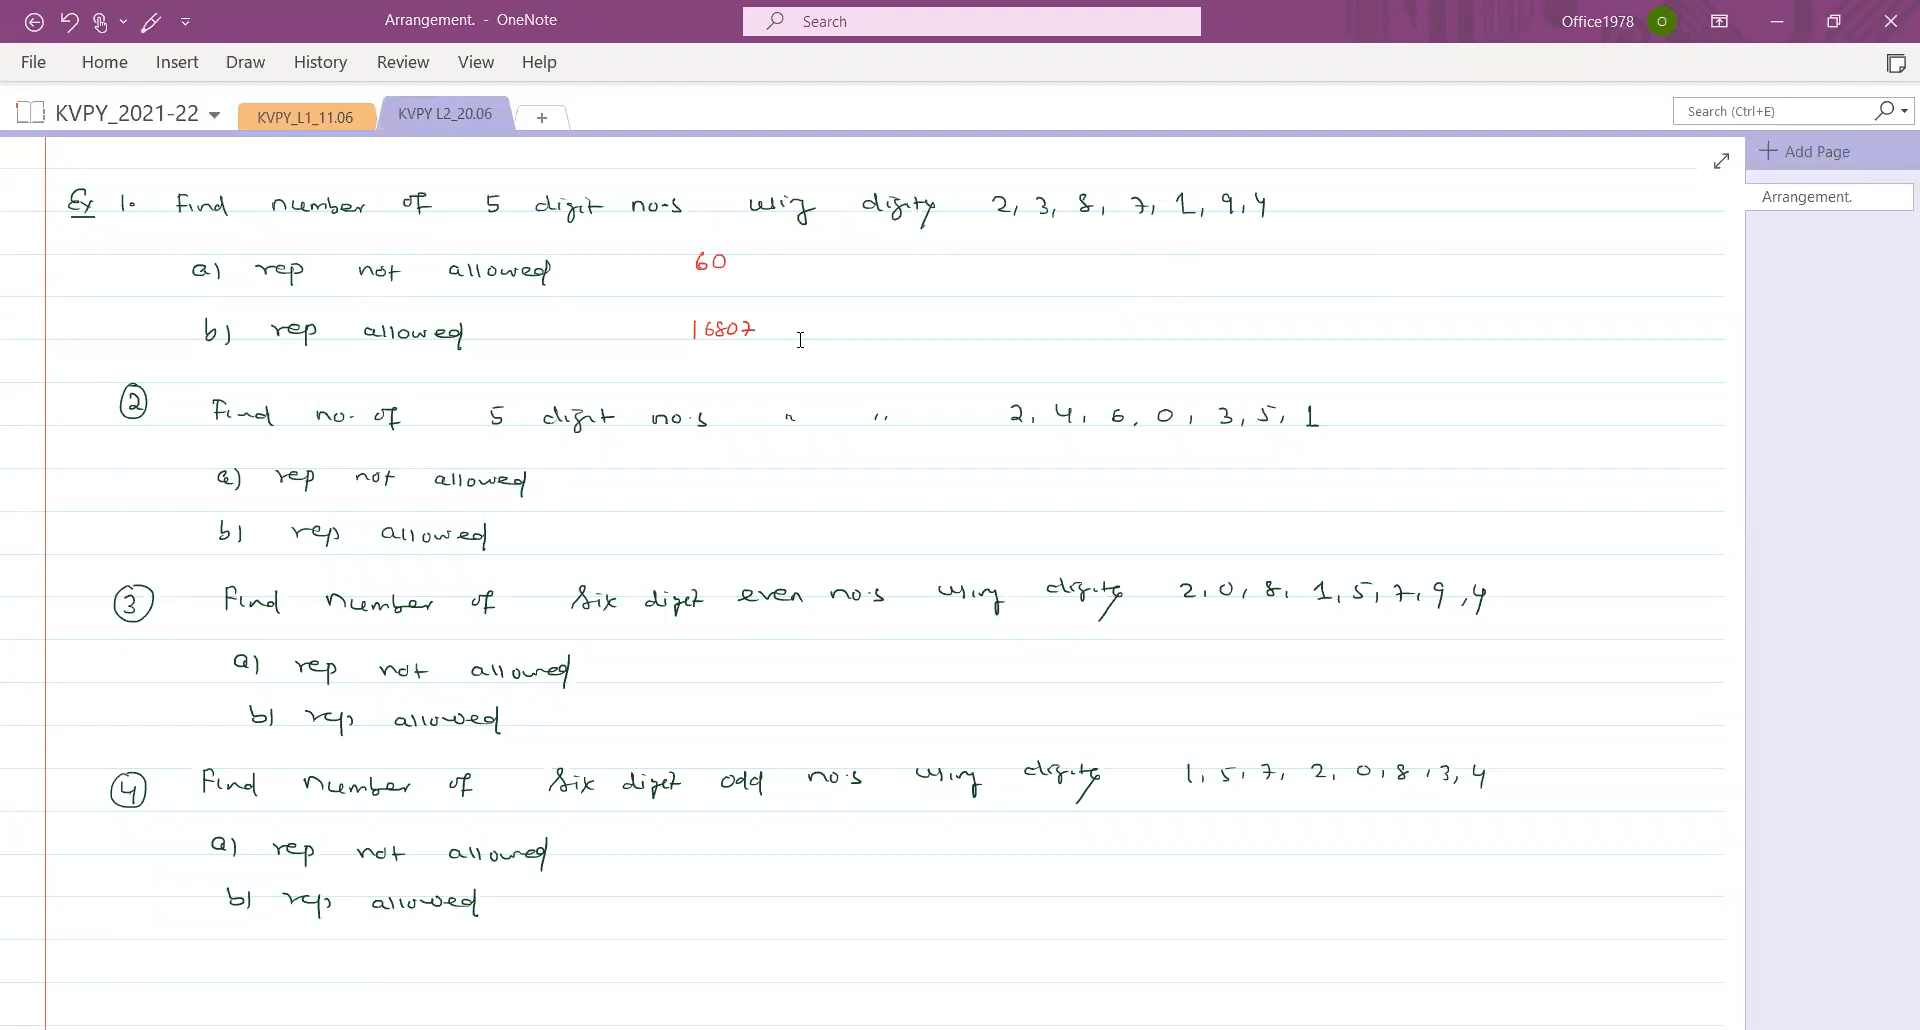 Arrangement. - OneNote
Search
Office1978
O
File Home Insert Draw History Review View Help
KVPY_2021-22
KVPY_L1_11.06
KVPY L2_20.06
+
Search (Ctrl+E)
Add Page
Arrangement.
Ex 1. Find number of 5 digit no.s using digits 2, 3, 8, 7, 1, 9, 4
a) rep not allowed 60
b) rep allowed 16807
2 Find no. of 5 digit no.s " " 2, 4, 6, 0, 3, 5, 1
a) rep not allowed
b) rep allowed
3 Find number of six digit even no.s using digits 2, 0, 8, 1, 5, 7, 9, 4
a) rep not allowed
b) rep allowed
4 Find number of six digit odd no.s using digits 1, 5, 7, 2, 0, 8, 3, 4
a) rep not allowed
b) rep allowed